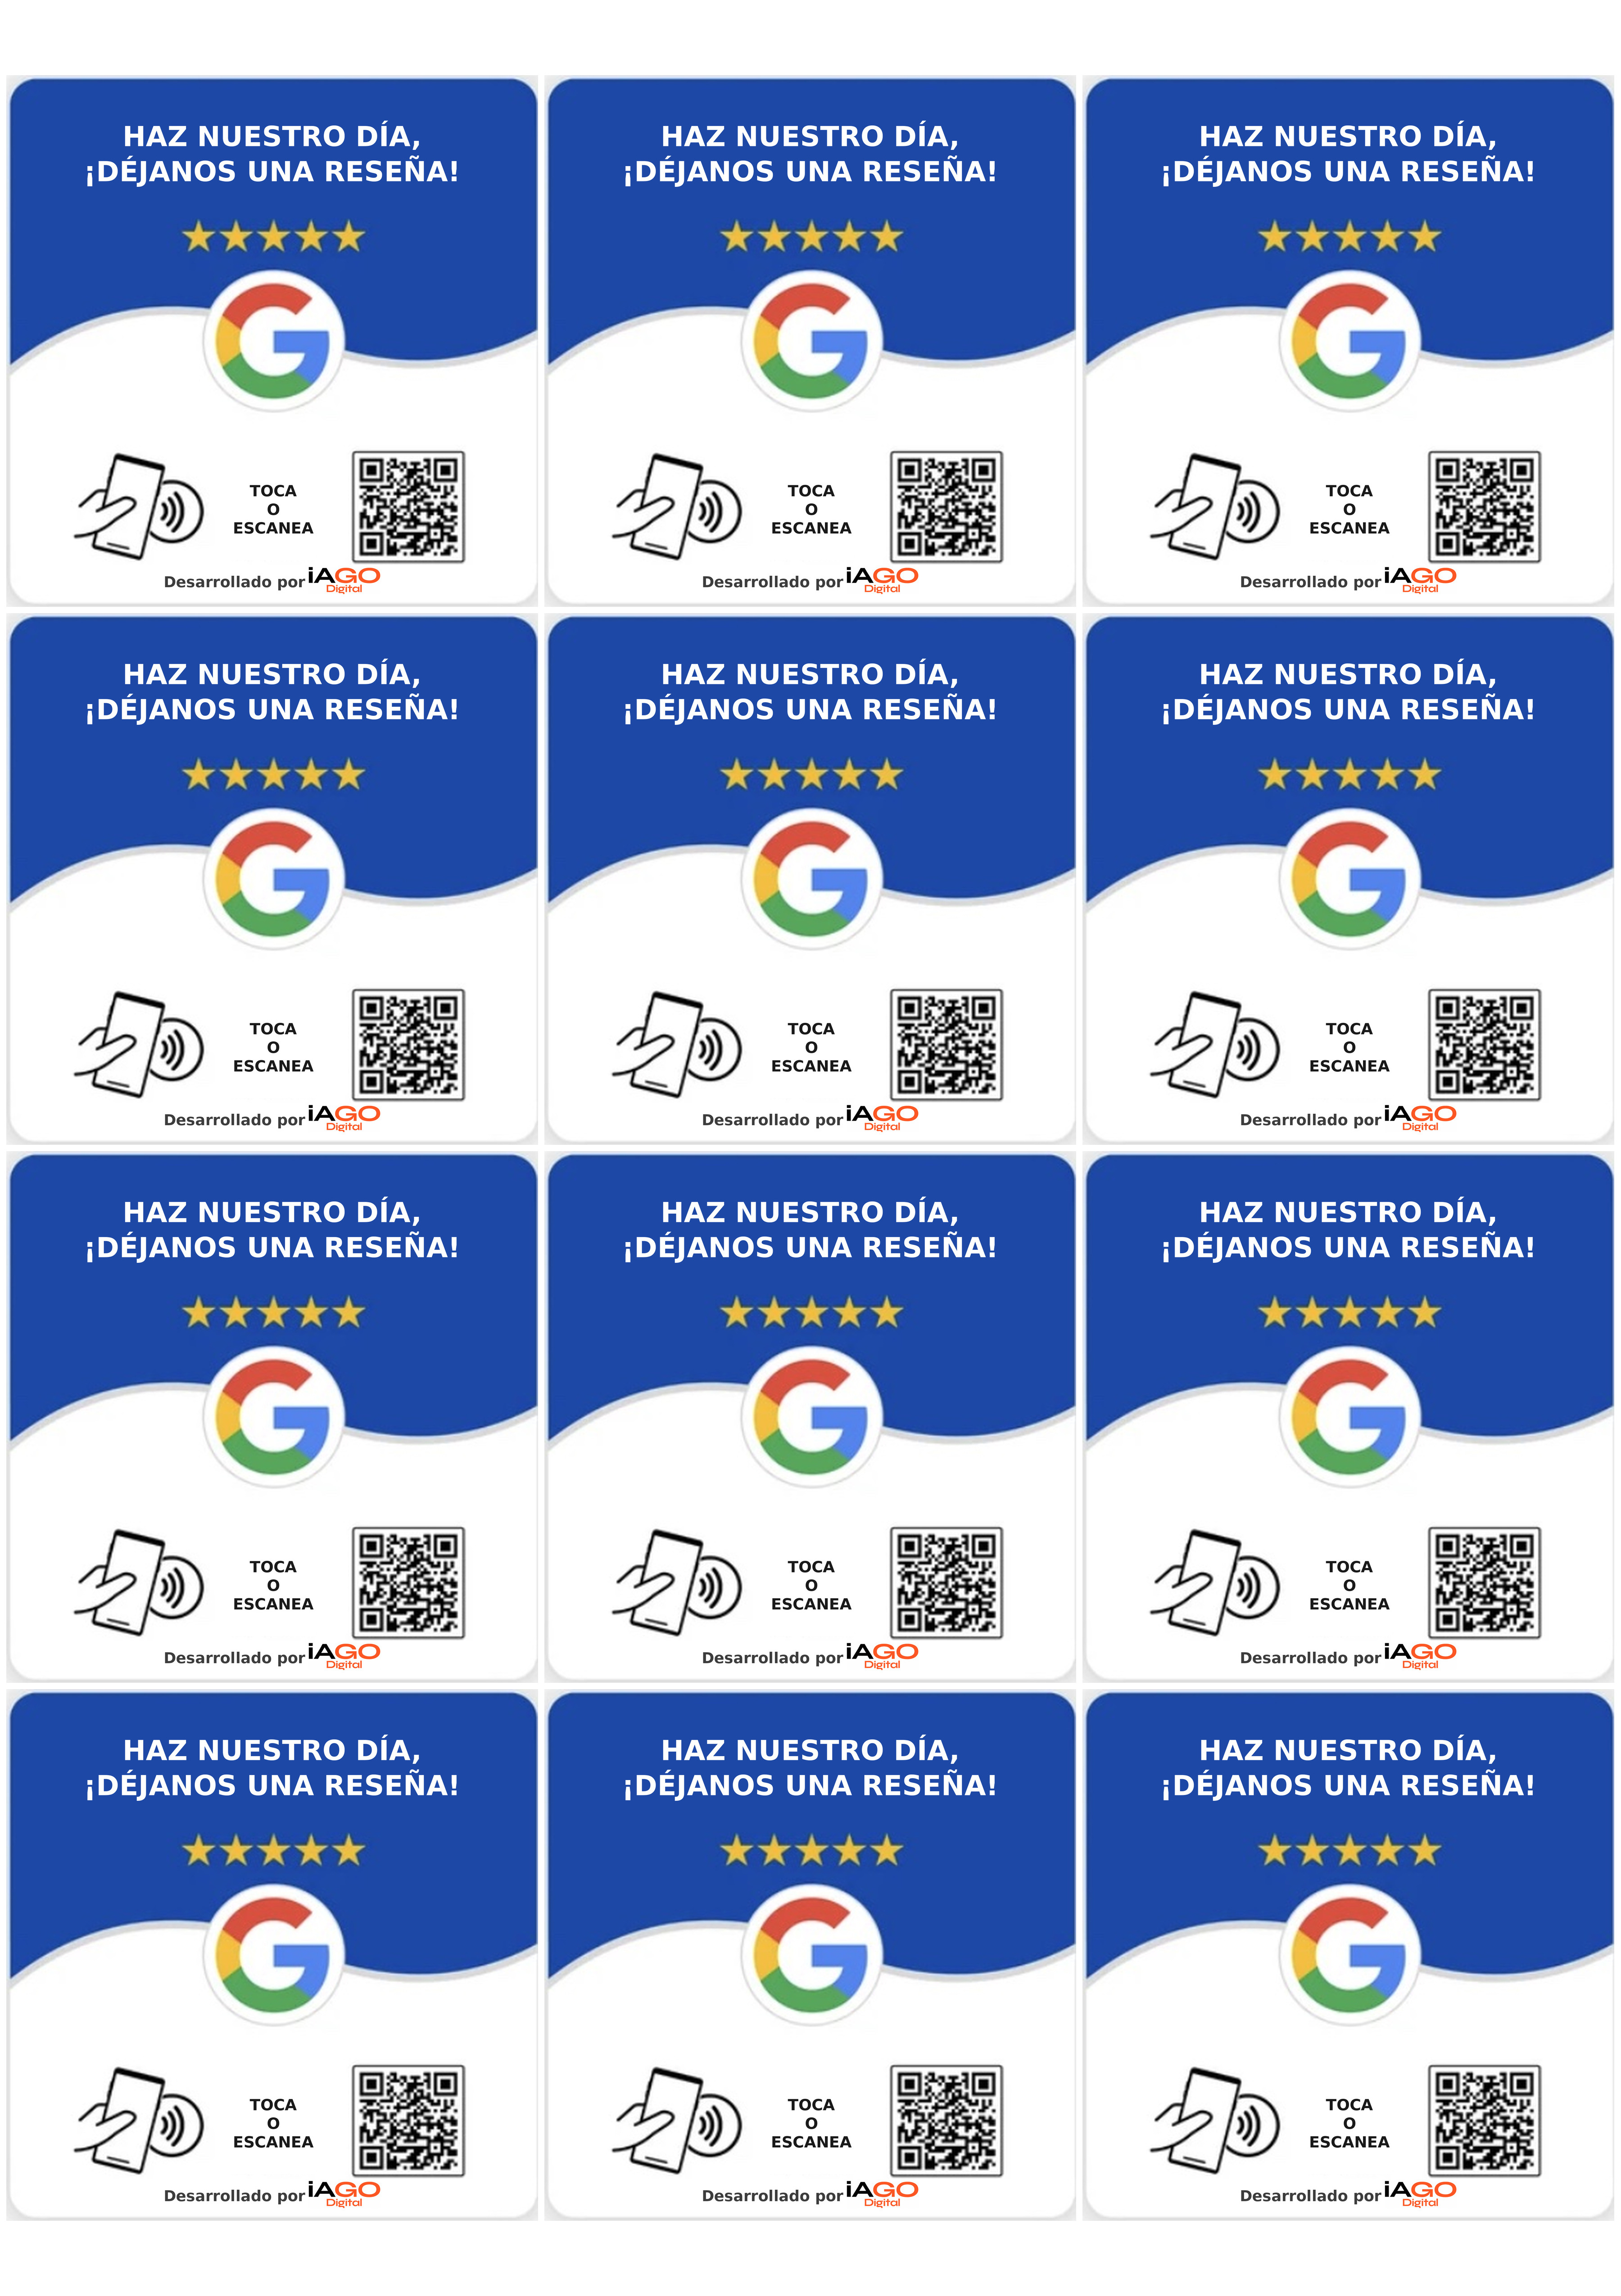 HAZ NUESTRO DÍA,
¡DÉJANOS UNA RESEÑA!
TOCA
O
ESCANEA
Desarrollado por iAGO
Digital
HAZ NUESTRO DÍA,
¡DÉJANOS UNA RESEÑA!
TOCA
O
ESCANEA
Desarrollado por iAGO
Digital
HAZ NUESTRO DÍA,
¡DÉJANOS UNA RESEÑA!
TOCA
O
ESCANEA
Desarrollado por iAGO
Digital
HAZ NUESTRO DÍA,
¡DÉJANOS UNA RESEÑA!
TOCA
O
ESCANEA
Desarrollado por iAGO
Digital
HAZ NUESTRO DÍA,
¡DÉJANOS UNA RESEÑA!
TOCA
O
ESCANEA
Desarrollado por iAGO
Digital
HAZ NUESTRO DÍA,
¡DÉJANOS UNA RESEÑA!
TOCA
O
ESCANEA
Desarrollado por iAGO
Digital
HAZ NUESTRO DÍA,
¡DÉJANOS UNA RESEÑA!
TOCA
O
ESCANEA
Desarrollado por iAGO
Digital
HAZ NUESTRO DÍA,
¡DÉJANOS UNA RESEÑA!
TOCA
O
ESCANEA
Desarrollado por iAGO
Digital
HAZ NUESTRO DÍA,
¡DÉJANOS UNA RESEÑA!
TOCA
O
ESCANEA
Desarrollado por iAGO
Digital
HAZ NUESTRO DÍA,
¡DÉJANOS UNA RESEÑA!
TOCA
O
ESCANEA
Desarrollado por iAGO
Digital
HAZ NUESTRO DÍA,
¡DÉJANOS UNA RESEÑA!
TOCA
O
ESCANEA
Desarrollado por iAGO
Digital
HAZ NUESTRO DÍA,
¡DÉJANOS UNA RESEÑA!
TOCA
O
ESCANEA
Desarrollado por iAGO
Digital